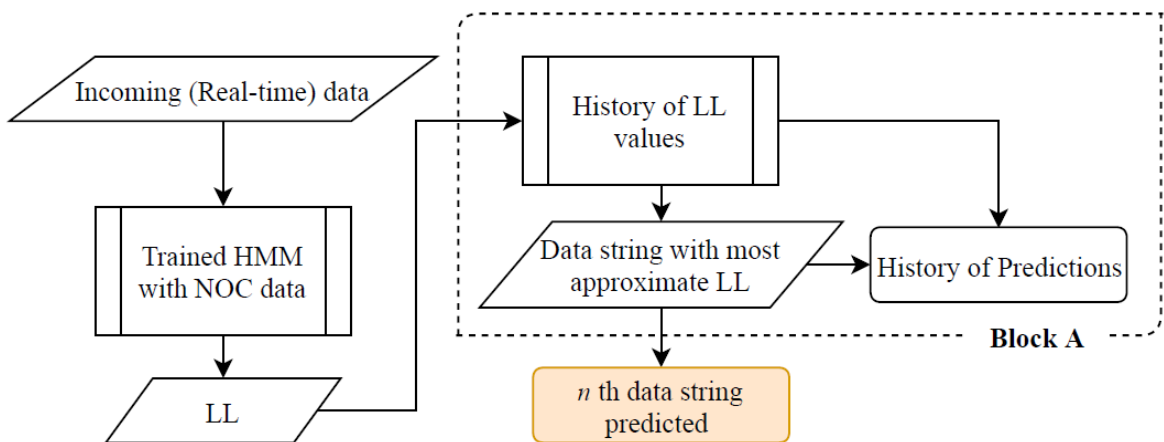 Incoming (Real-time) data
Trained HMM
with NOC data
LL
History of LL
values
Data string with most
approximate LL
History of Predictions
Block A
n th data string
predicted